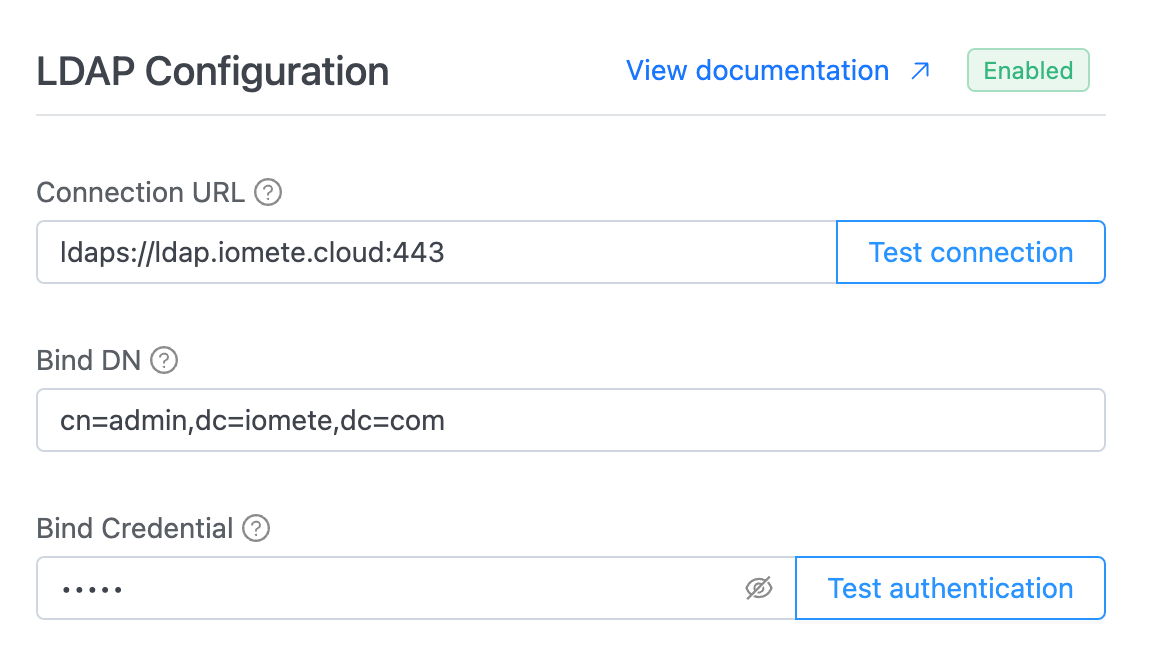 LDAP Configuration View documentation ↗ Enabled
Connection URL ?
ldaps://ldap.iomete.cloud:443 Test connection
Bind DN ?
cn=admin,dc=iomete,dc=com
Bind Credential ?
••••• Test authentication